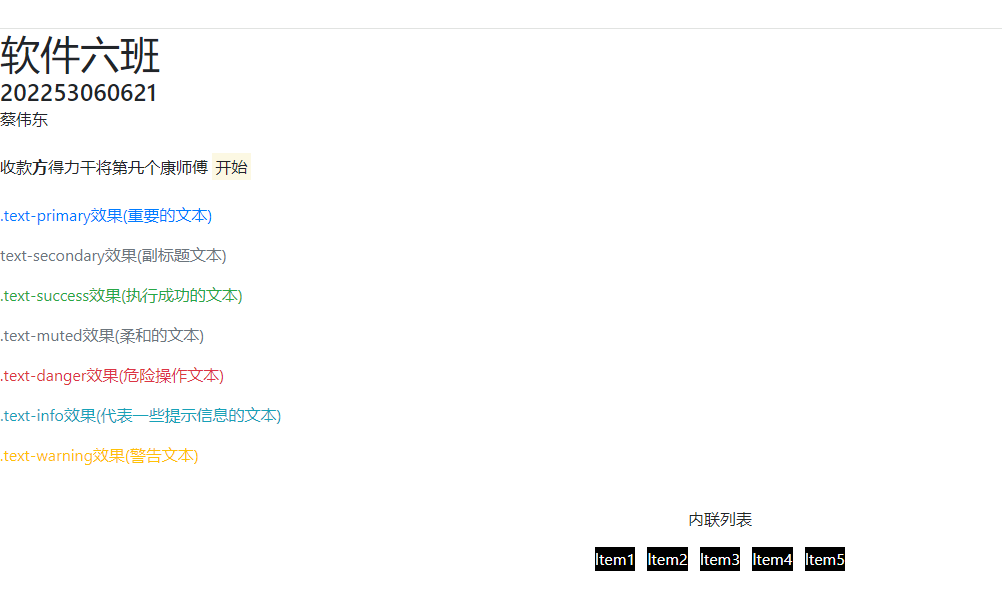 软件六班
202253060621
蔡伟东
收款方得力干将第卂个康师傅 开始
.text-primary效果(重要的文本)
text-secondary效果(副标题文本)
.text-success效果(执行成功的文本)
.text-muted效果(柔和的文本)
.text-danger效果(危险操作文本)
.text-info效果(代表一些提示信息的文本)
.text-warning效果(警告文本)
内联列表
Item1 Item2 Item3 Item4 Item5